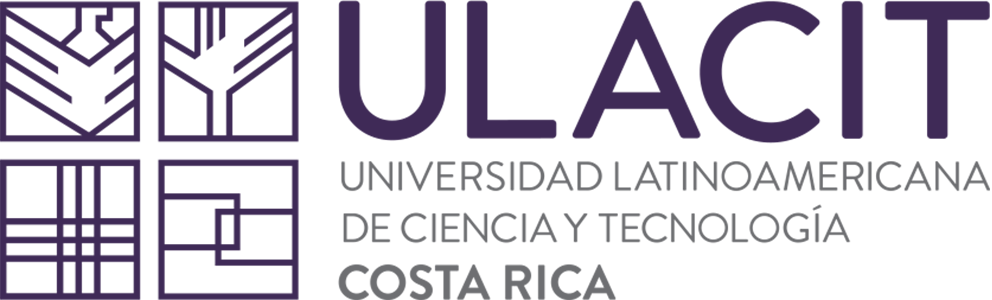 ULACIT
UNIVERSIDAD LATINOAMERICANA
DE CIENCIA Y TECNOLOGÍA
COSTA RICA